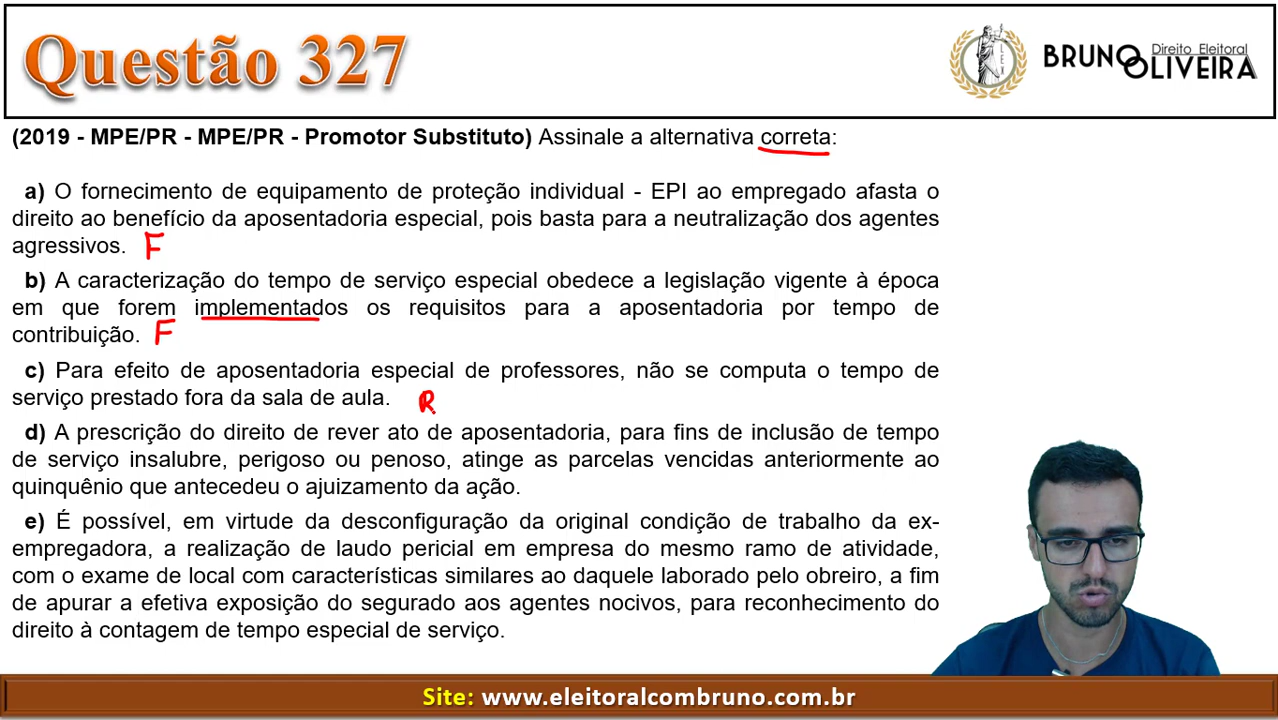 Questão 327
BRUNO OLIVEIRA
Direito Eleitoral
(2019 - MPE/PR - MPE/PR - Promotor Substituto) Assinale a alternativa correta:
a) O fornecimento de equipamento de proteção individual - EPI ao empregado afasta o
direito ao benefício da aposentadoria especial, pois basta para a neutralização dos agentes
agressivos. F
b) A caracterização do tempo de serviço especial obedece a legislação vigente à época
em que forem implementados os requisitos para a aposentadoria por tempo de
contribuição. F
c) Para efeito de aposentadoria especial de professores, não se computa o tempo de
serviço prestado fora da sala de aula. R
d) A prescrição do direito de rever ato de aposentadoria, para fins de inclusão de tempo
de serviço insalubre, perigoso ou penoso, atinge as parcelas vencidas anteriormente ao
quinquênio que antecedeu o ajuizamento da ação.
e) É possível, em virtude da desconfiguração da original condição de trabalho da ex-
empregadora, a realização de laudo pericial em empresa do mesmo ramo de atividade,
com o exame de local com características similares ao daquele laborado pelo obreiro, a fim
de apurar a efetiva exposição do segurado aos agentes nocivos, para reconhecimento do
direito à contagem de tempo especial de serviço.
Site: www.eleitoralcombruno.com.br